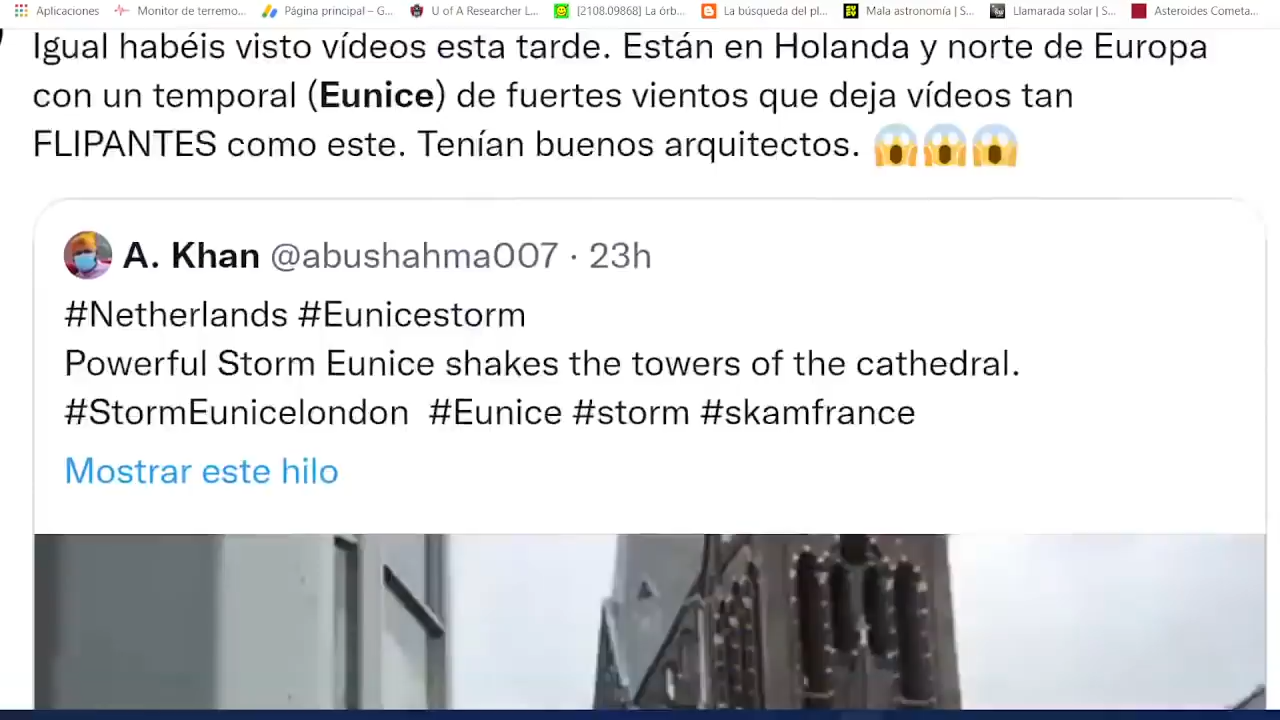 Aplicaciones Monitor de terremo... Página principal – G... U of A Researcher L... [2108.09868] La órb... La búsqueda del pl... Mala astronomía | S... Llamarada solar | S... Asteroides Cometa...
Igual habéis visto vídeos esta tarde. Están en Holanda y norte de Europa
con un temporal (Eunice) de fuertes vientos que deja vídeos tan
FLIPANTES como este. Tenían buenos arquitectos. 😱😱😱
A. Khan @abushahma007 · 23h
#Netherlands #Eunicestorm
Powerful Storm Eunice shakes the towers of the cathedral.
#StormEunicelondon #Eunice #storm #skamfrance
Mostrar este hilo